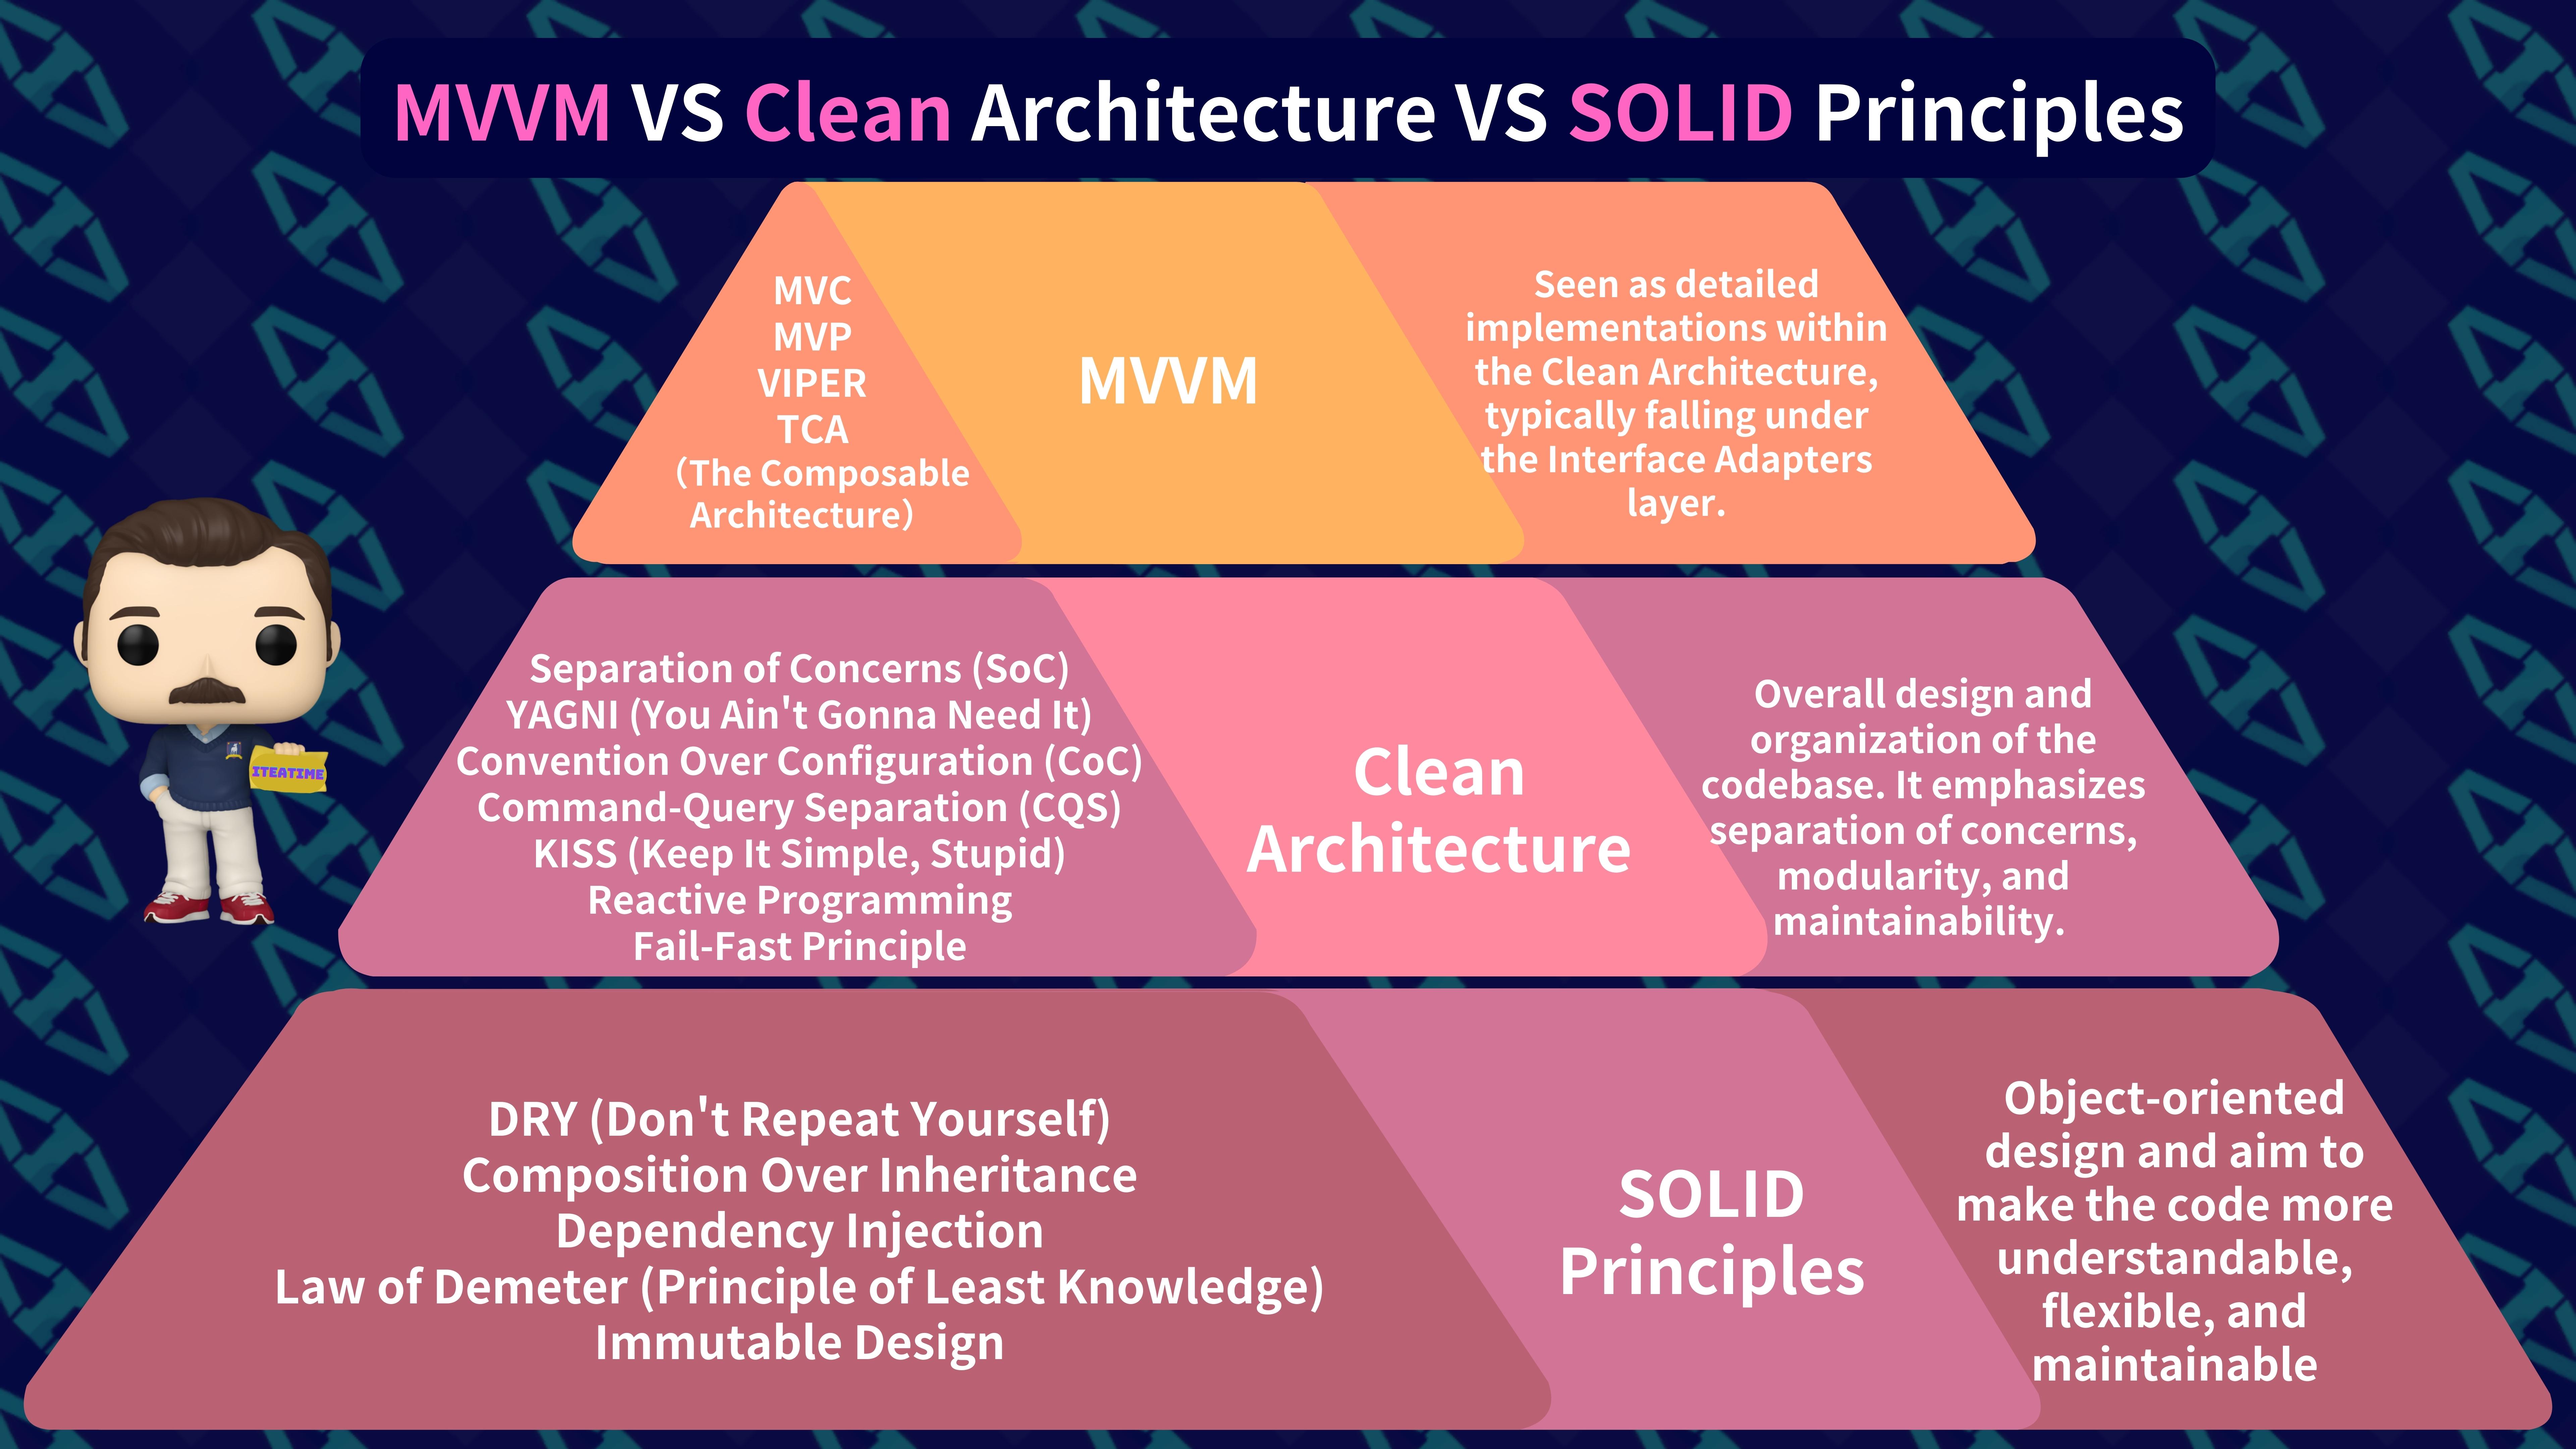 MVVM VS Clean Architecture VS SOLID Principles
MVC
MVP
VIPER
TCA
（The Composable
Architecture）
MVVM
Seen as detailed
implementations within
the Clean Architecture,
typically falling under
the Interface Adapters
layer.
Separation of Concerns (SoC)
YAGNI (You Ain't Gonna Need It)
Convention Over Configuration (CoC)
Command-Query Separation (CQS)
KISS (Keep It Simple, Stupid)
Reactive Programming
Fail-Fast Principle
Clean
Architecture
Overall design and
organization of the
codebase. It emphasizes
separation of concerns,
modularity, and
maintainability.
ITEATIME
DRY (Don't Repeat Yourself)
Composition Over Inheritance
Dependency Injection
Law of Demeter (Principle of Least Knowledge)
Immutable Design
SOLID
Principles
Object-oriented
design and aim to
make the code more
understandable,
flexible, and
maintainable